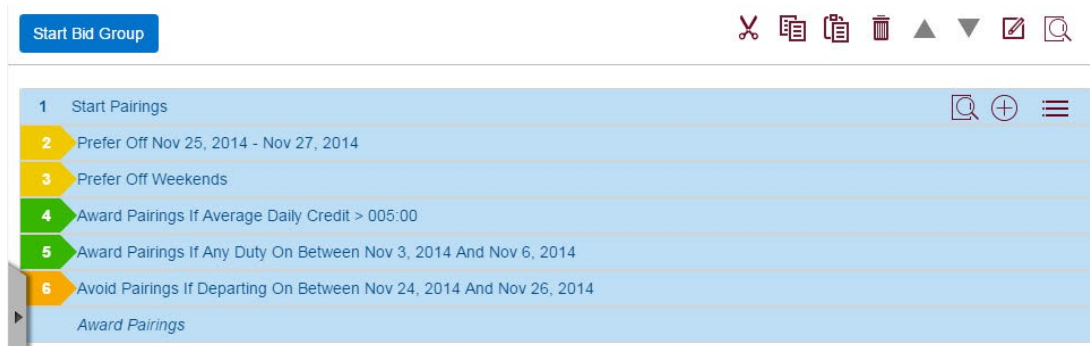 Start Bid Group
1 Start Pairings
2 Prefer Off Nov 25, 2014 - Nov 27, 2014
3 Prefer Off Weekends
4 Award Pairings If Average Daily Credit > 005:00
5 Award Pairings If Any Duty On Between Nov 3, 2014 And Nov 6, 2014
6 Avoid Pairings If Departing On Between Nov 24, 2014 And Nov 26, 2014
Award Pairings